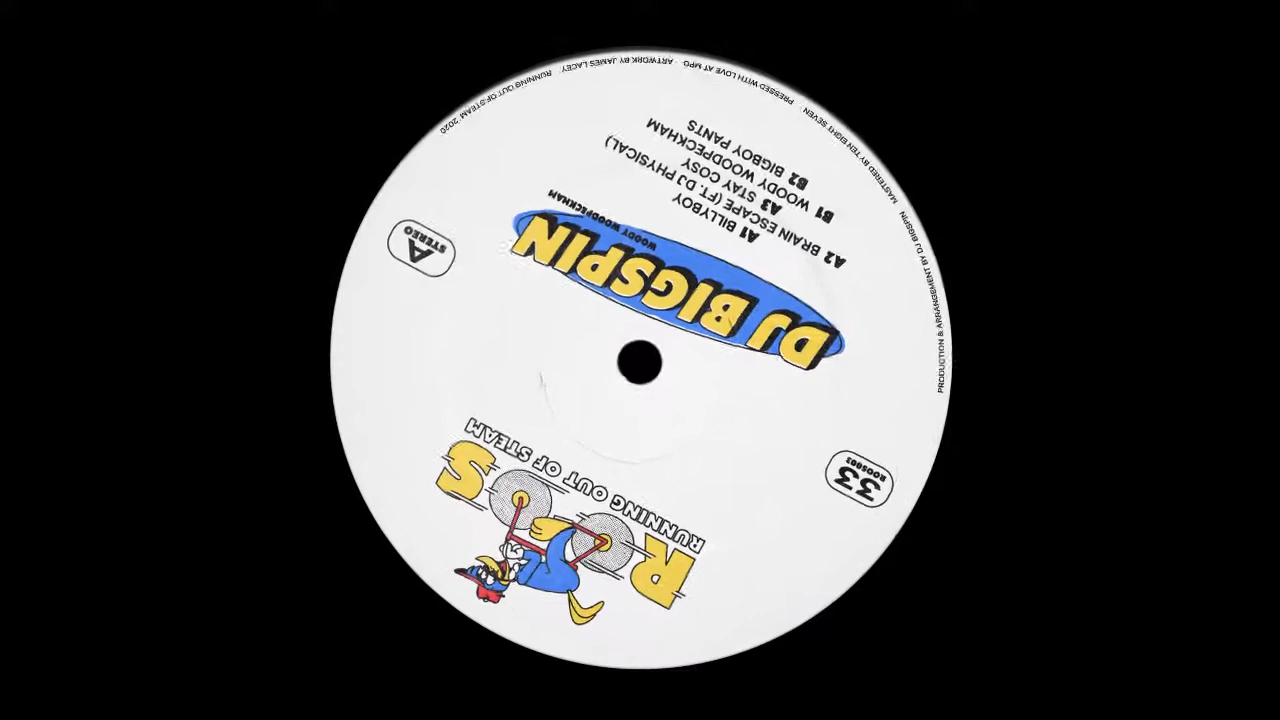 ROOS
RUNNING OUT OF STEAM
33
ROOS003
A
STEREO
DJ BIGSPIN
WOODY WOODPECKHAM
A1 BILLYBOY
A2 BRAIN ESCAPE (FT. DJ PHYSICAL)
A3 STAY COSY
B1 WOODY WOODPECKHAM
B2 BIGBOY PANTS
PRODUCTION & ARRANGEMENT BY DJ BIGSPIN · MASTERED BY TEN EIGHT SEVEN · PRESSED WITH LOVE AT MPO · ARTWORK BY JAMES LACEY · RUNNING OUT OF STEAM 2020